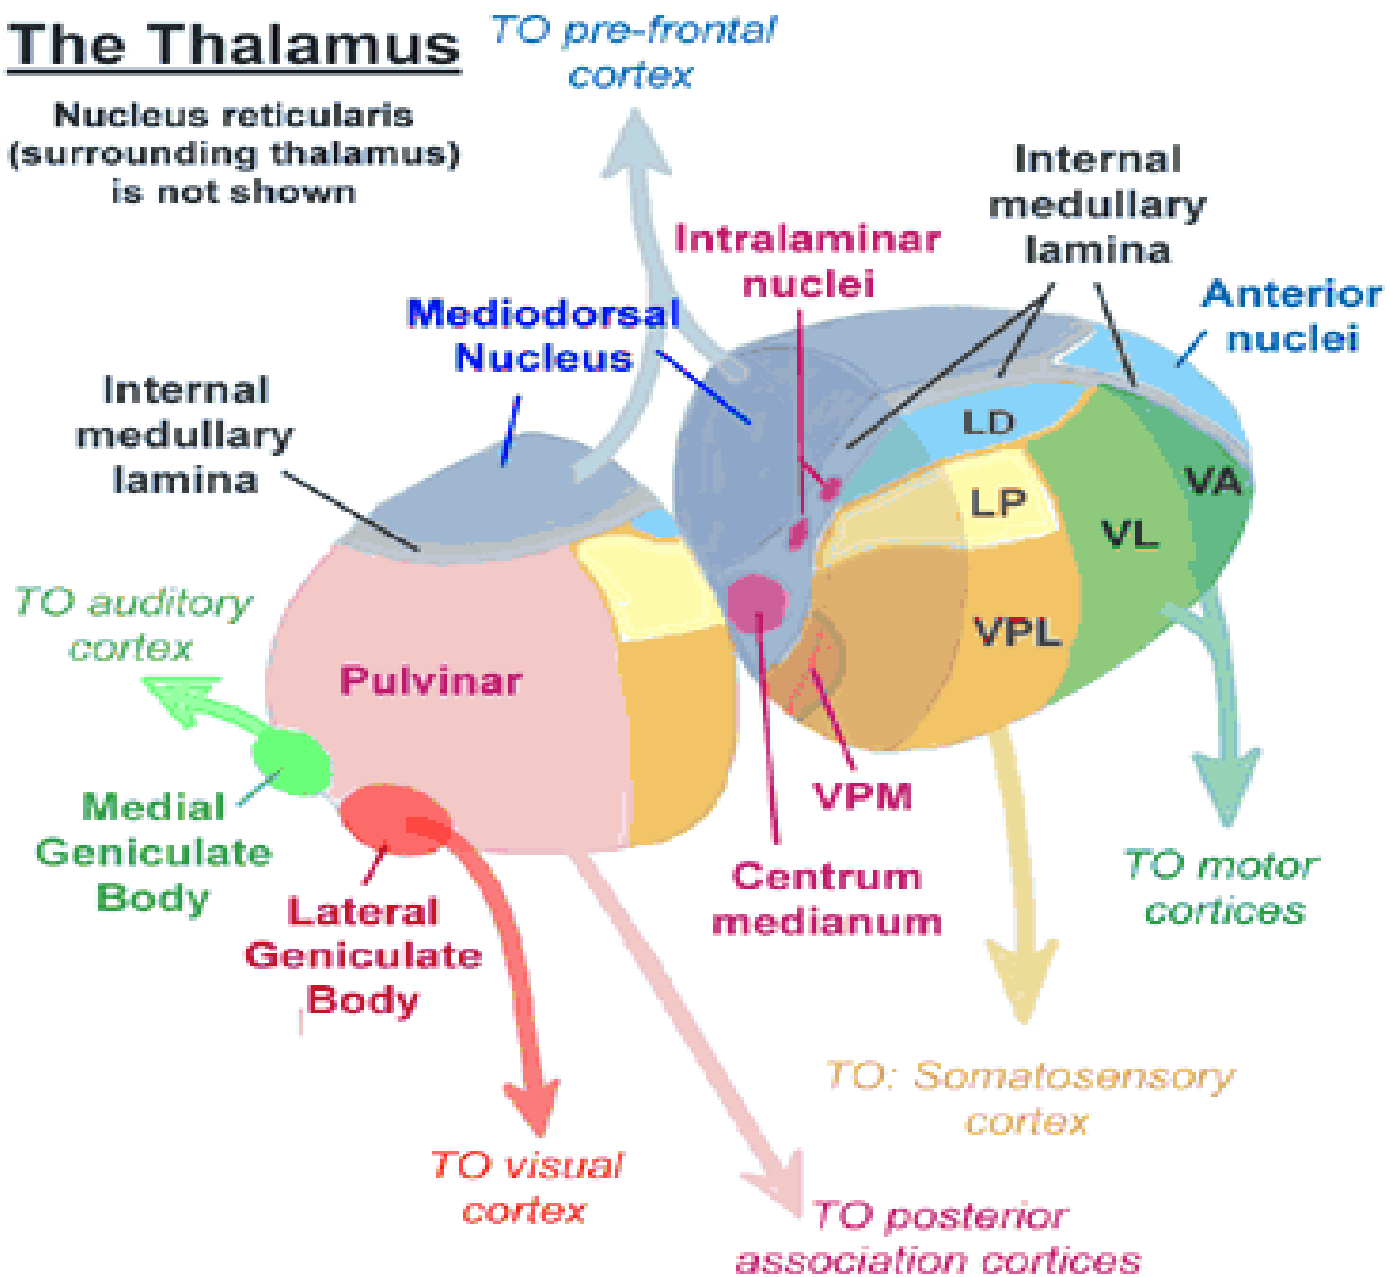 The Thalamus
Nucleus reticularis
(surrounding thalamus)
is not shown
TO pre-frontal
cortex
Internal
medullary
lamina
Intralaminar
nuclei
Anterior
nuclei
Mediodorsal
Nucleus
Internal
medullary
lamina
LD
VA
LP
VL
TO auditory
cortex
VPL
Pulvinar
VPM
Medial
Geniculate
Body
Centrum
medianum
TO motor
cortices
Lateral
Geniculate
Body
TO: Somatosensory
cortex
TO visual
cortex
TO posterior
association cortices